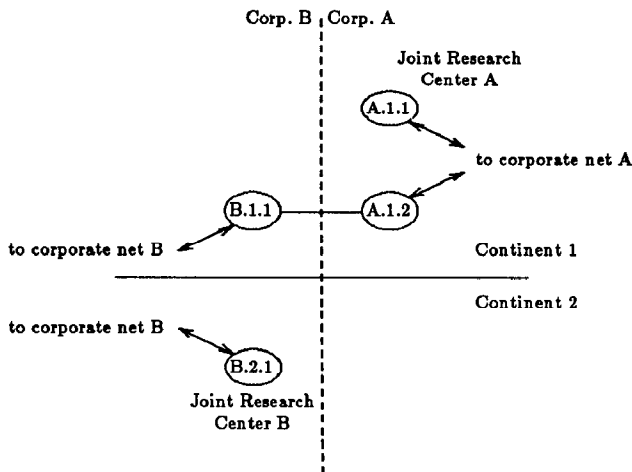 Corp. B
Corp. A
Joint Research
Center A
A.1.1
to corporate net A
B.1.1
A.1.2
to corporate net B
Continent 1
Continent 2
to corporate net B
B.2.1
Joint Research
Center B